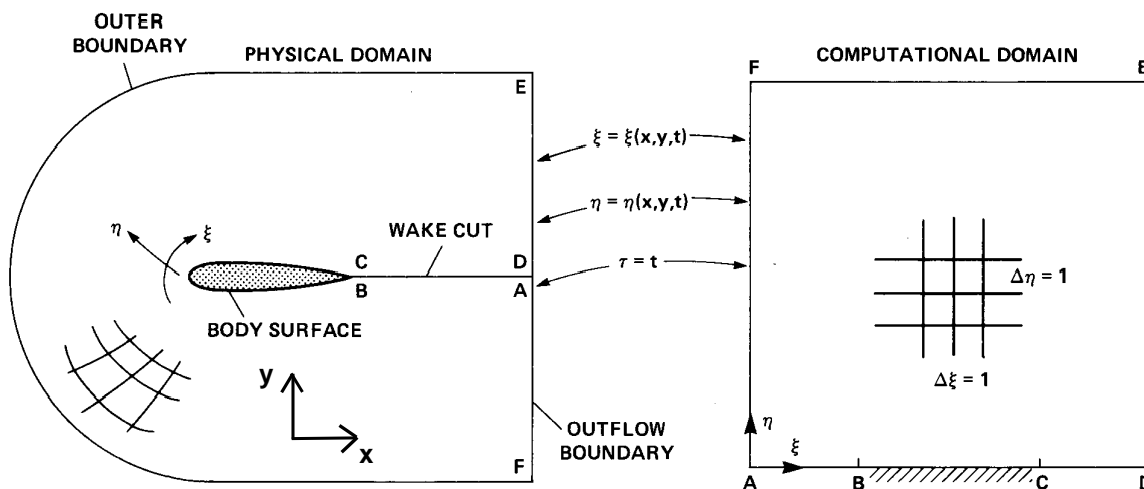 OUTER
BOUNDARY
PHYSICAL DOMAIN
E
η
ξ
WAKE CUT
C
B
D
A
BODY SURFACE
y
x
OUTFLOW
BOUNDARY
F
ξ = ξ(x,y,t)
η = η(x,y,t)
τ = t
COMPUTATIONAL DOMAIN
F
E
Δη = 1
Δξ = 1
η
ξ
A
B
C
D